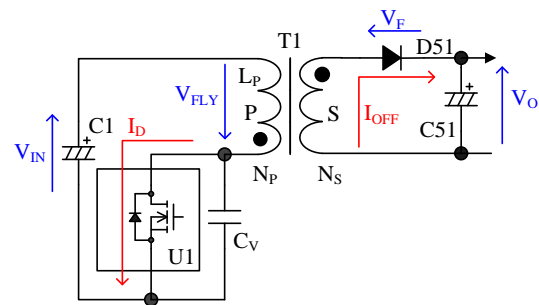 T1
V_F
D51
L_P
V_FLY
P
S
I_OFF
C51
V_O
C1
+
I_D
V_IN
N_P
N_S
+
C_V
U1